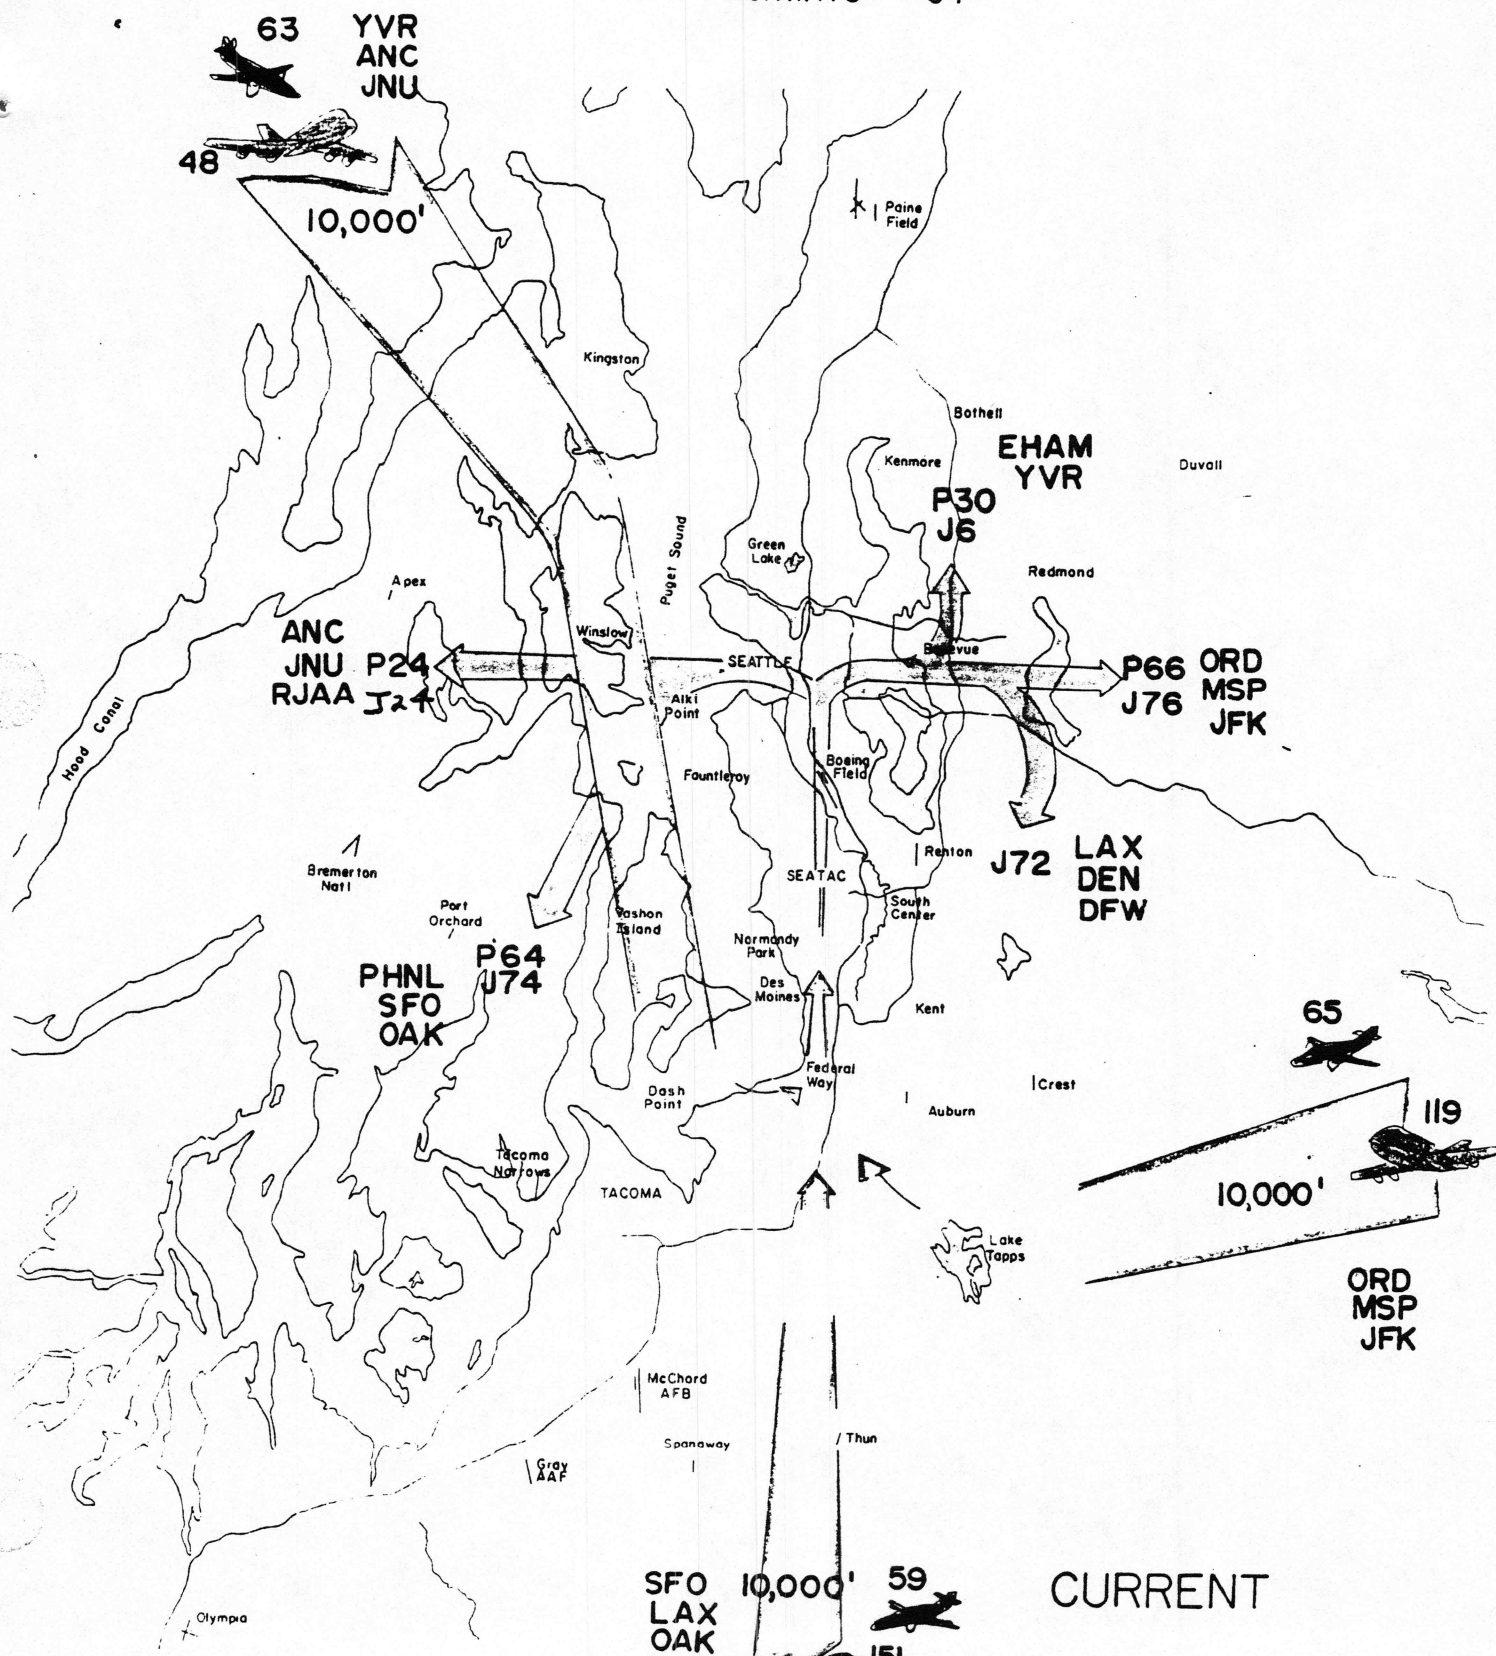 63
YVR
ANC
JNU
48
10,000'
Paine
Field
Kingston
Bothell
EHAM
YVR
Kenmore
Duvall
P30
J6
Puget Sound
Green
Lake
Apex
Redmond
ANC
JNU P24
RJAA J24
Winslow
SEATTLE
Bellevue
P66 ORD
J76 MSP
JFK
Alki
Point
Hood Canal
Fauntleroy
Boeing
Field
Bremerton
Natl
Renton
J72
LAX
DEN
DFW
SEATAC
Port
Orchard
Vashon
Island
South
Center
Normandy
Park
P64
J74
PHNL
SFO
OAK
Des
Moines
Kent
65
Federal
Way
Dash
Point
Crest
Auburn
119
Tacoma
Narrows
TACOMA
10,000'
Lake
Tapps
ORD
MSP
JFK
McChord
AFB
Spanaway
Thun
Gray
AAF
SFO 10,000' 59
LAX
OAK
CURRENT
Olympia
151